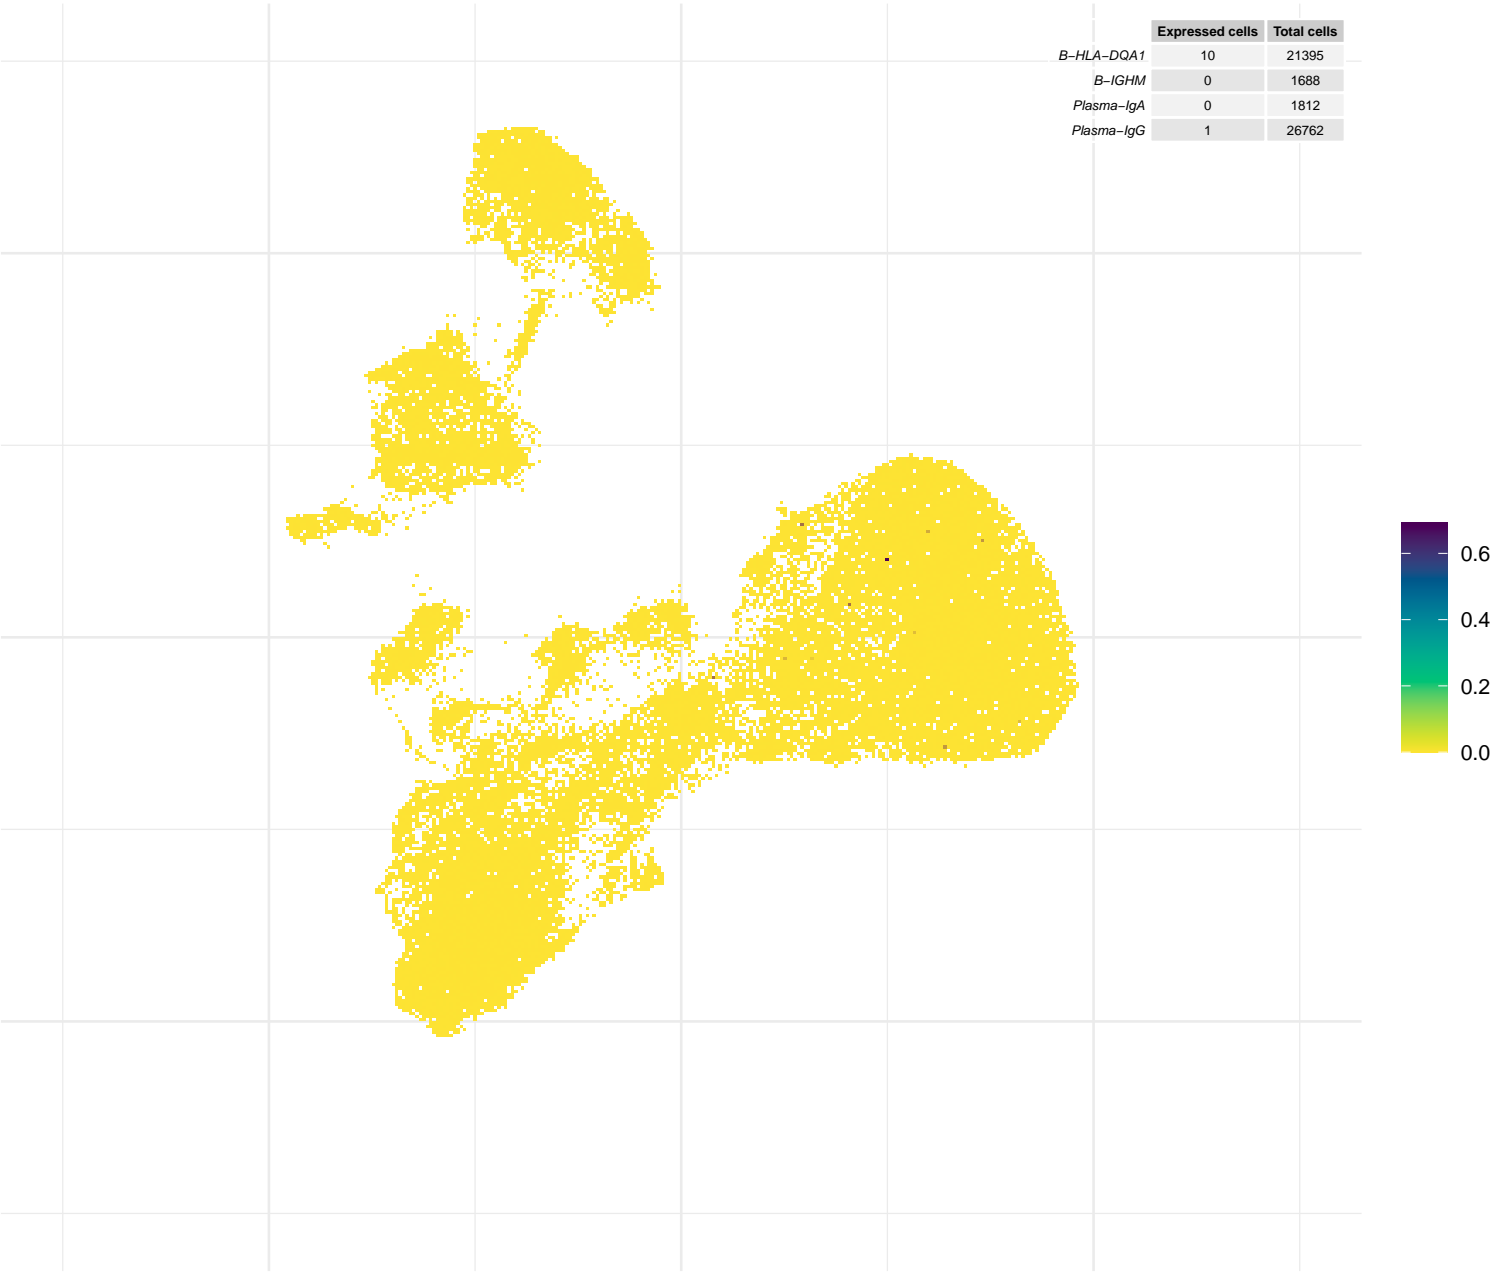 Expressed cells Total cells
B−HLA−DQA1 10 21395
B−IGHM 0 1688
Plasma−IgA 0 1812
Plasma−IgG 1 26762
0.6
0.4
0.2
0.0